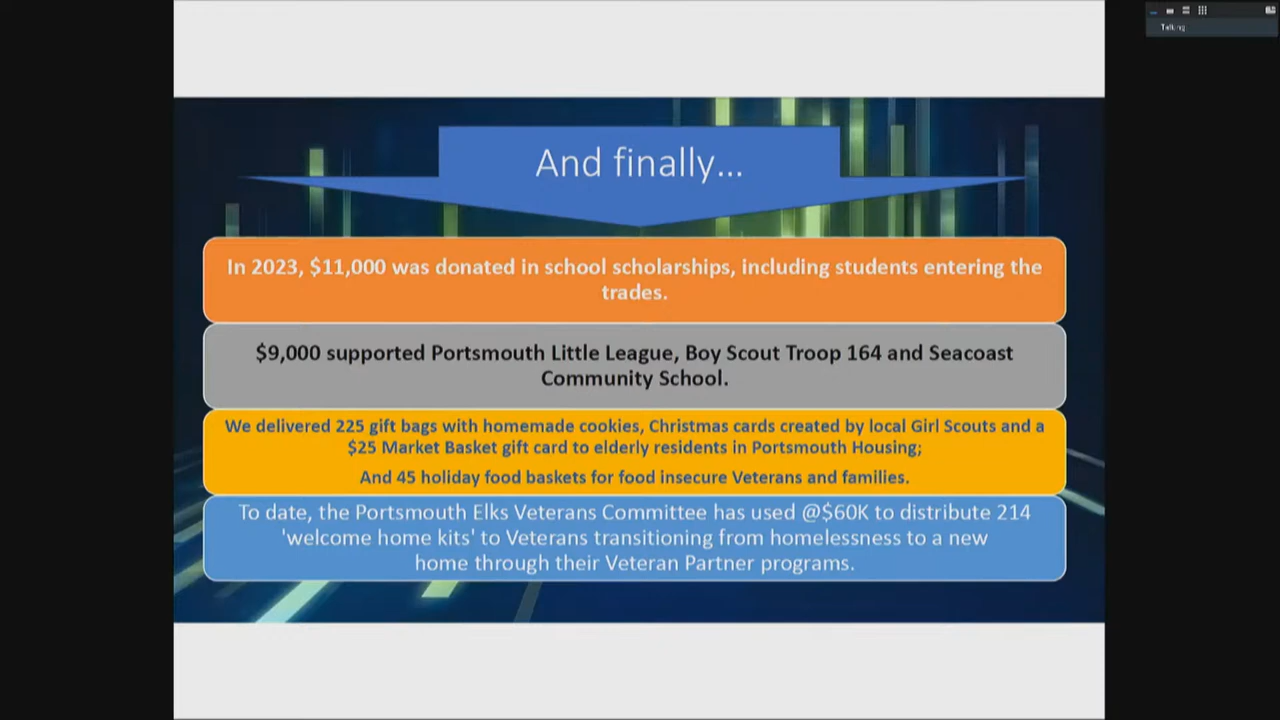 Talking:
And finally...
In 2023, $11,000 was donated in school scholarships, including students entering the
trades.
$9,000 supported Portsmouth Little League, Boy Scout Troop 164 and Seacoast
Community School.
We delivered 225 gift bags with homemade cookies, Christmas cards created by local Girl Scouts and a
$25 Market Basket gift card to elderly residents in Portsmouth Housing;
And 45 holiday food baskets for food insecure Veterans and families.
To date, the Portsmouth Elks Veterans Committee has used @$60K to distribute 214
'welcome home kits' to Veterans transitioning from homelessness to a new
home through their Veteran Partner programs.